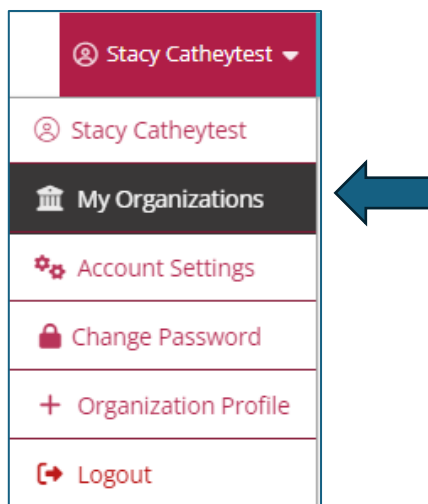 Stacy Catheytest
Stacy Catheytest
My Organizations
Account Settings
Change Password
Organization Profile
Logout